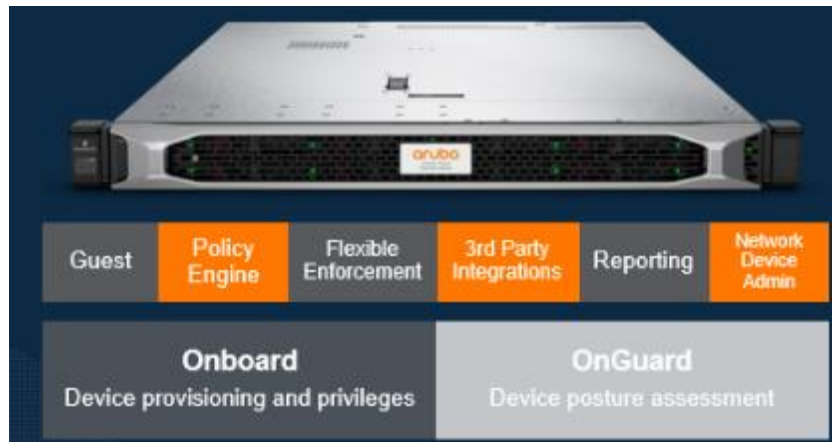 aruba
Guest
Policy
Engine
Flexible
Enforcement
3rd Party
Integrations
Reporting
Network
Device
Admin
Onboard
Device provisioning and privileges
OnGuard
Device posture assessment